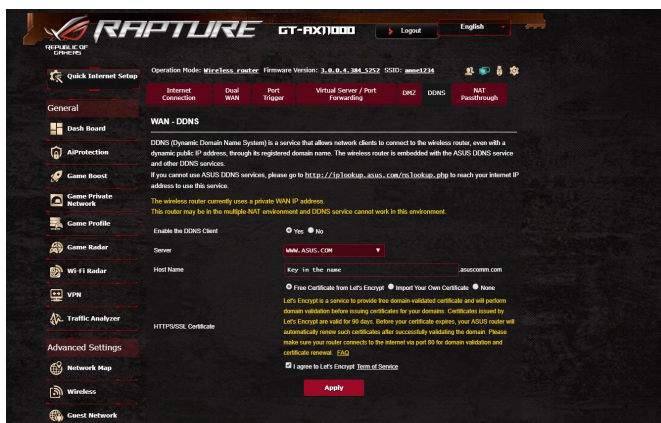 RAPTURE GT-AX11000 Logout English
REPUBLIC OF
GAMERS
Quick Internet Setup
Operation Mode: Wireless router Firmware Version: 3.0.0.4.384_5252 SSID: amne1234
Internet Connection
Dual WAN
Port Trigger
Virtual Server / Port Forwarding
DMZ
DDNS
NAT Passthrough
General
Dash Board
AiProtection
Game Boost
Game Private Network
Game Profile
Game Radar
Wi-Fi Radar
VPN
Traffic Analyzer
Advanced Settings
Network Map
Wireless
Guest Network
WAN - DDNS
DDNS (Dynamic Domain Name System) is a service that allows network clients to connect to the wireless router, even with a
dynamic public IP address, through its registered domain name. The wireless router is embedded with the ASUS DDNS service
and other DDNS services.
If you cannot use ASUS DDNS services, please go to http://iplookup.asus.com/nslookup.php to reach your internet IP
address to use this service.
The wireless router currently uses a private WAN IP address.
This router may be in the multiple-NAT environment and DDNS service cannot work in this environment.
Enable the DDNS Client Yes No
Server WWW.ASUS.COM
Host Name Key in the name .asuscomm.com
HTTPS/SSL Certificate
Free Certificate from Let's Encrypt Import Your Own Certificate None
Let's Encrypt is a service to provide free domain-validated certificate and will perform
domain validation before issuing certificates for your domains. Certificates issued by
Let's Encrypt are valid for 90 days. Before your certificate expires, your ASUS router will
automatically renew such certificates after successfully validating the domain. Please
make sure your router connects to the internet via port 80 for domain validation and
certificate renewal. FAQ
I agree to Let's Encrypt Term of Service
Apply